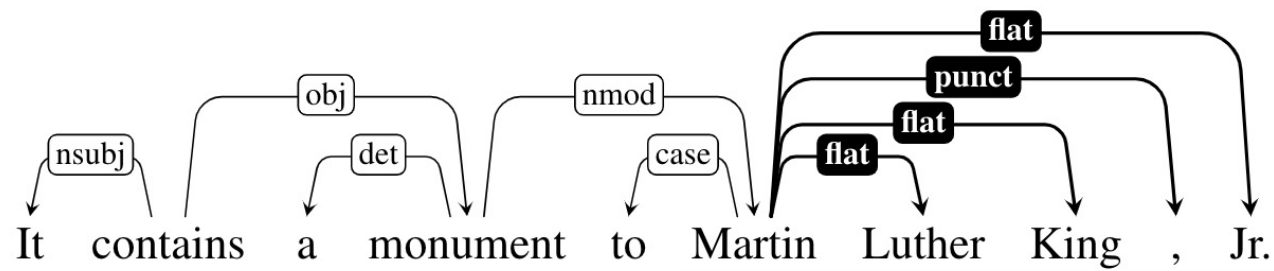 flat
punct
obj nmod flat
nsubj det case flat
It contains a monument to Martin Luther King , Jr.